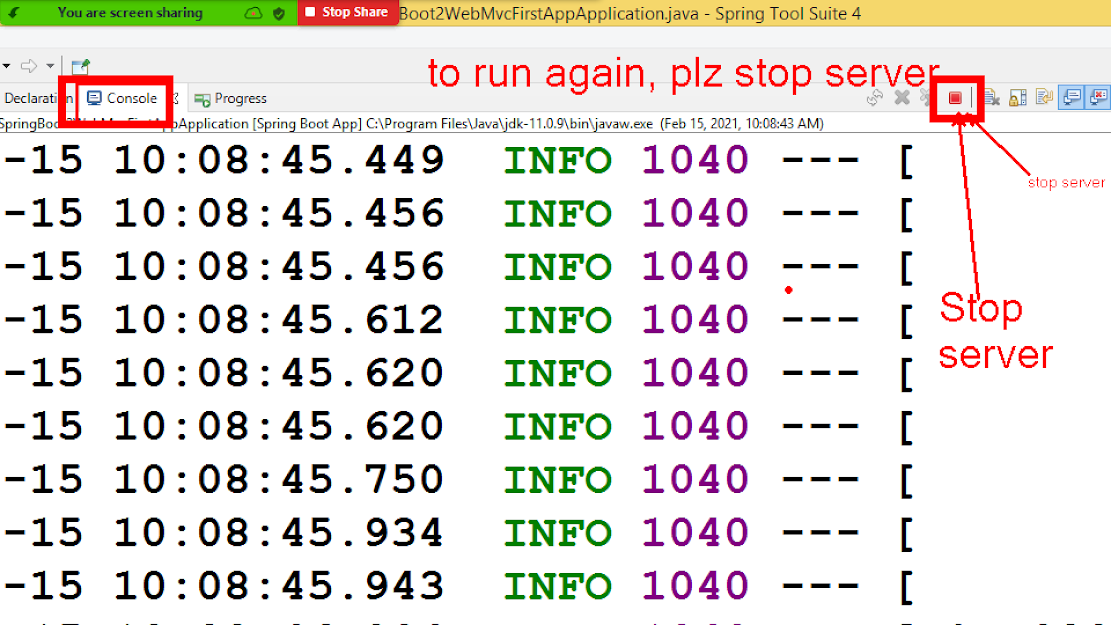 You are screen sharing Stop Share Boot2WebMvcFirstAppApplication.java - Spring Tool Suite 4
to run again, plz stop server
Declaration Console Progress
SpringBoot2WebMvcFirstAppApplication [Spring Boot App] C:\Program Files\Java\jdk-11.0.9\bin\javaw.exe (Feb 15, 2021, 10:08:43 AM)
-15 10:08:45.449 INFO 1040 --- [
stop server
-15 10:08:45.456 INFO 1040 --- [
-15 10:08:45.456 INFO 1040 --- [
-15 10:08:45.612 INFO 1040 --- [
Stop
server
-15 10:08:45.620 INFO 1040 --- [
-15 10:08:45.620 INFO 1040 --- [
-15 10:08:45.750 INFO 1040 --- [
-15 10:08:45.934 INFO 1040 --- [
-15 10:08:45.943 INFO 1040 --- [